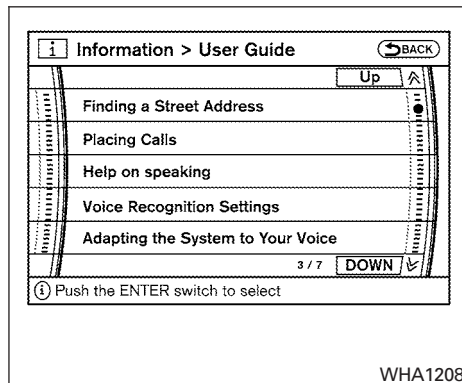 i Information > User Guide BACK
Up
Finding a Street Address
Placing Calls
Help on speaking
Voice Recognition Settings
Adapting the System to Your Voice
3 / 7 DOWN
i Push the ENTER switch to select
WHA1208